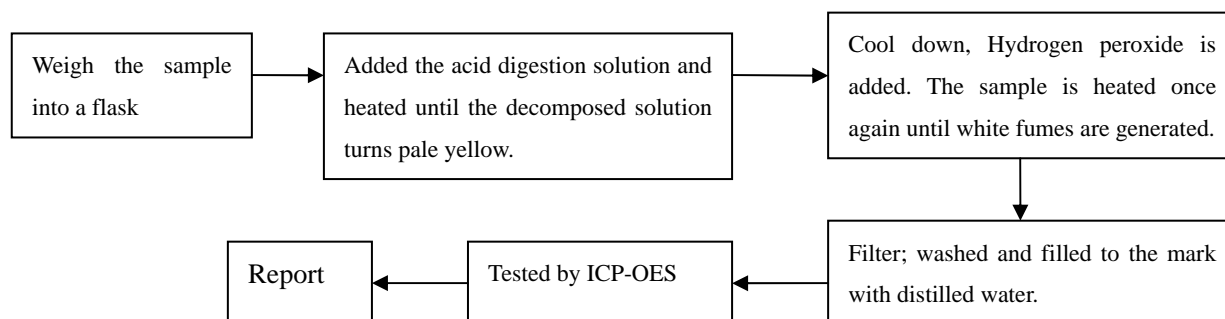 Weigh the sample
into a flask
Added the acid digestion solution and
heated until the decomposed solution
turns pale yellow.
Cool down, Hydrogen peroxide is
added. The sample is heated once
again until white fumes are generated.
Filter; washed and filled to the mark
with distilled water.
Tested by ICP-OES
Report